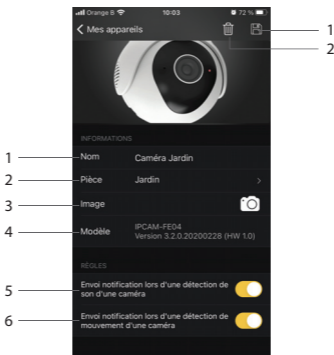 Orange B 10:03 72 %
Mes appareils 1
2
INFORMATIONS
1 Nom Caméra Jardin
2 Pièce Jardin
3 Image
4 Modèle IPCAM-FE04
Version 3.2.0.20200228 (HW 1.0)
RÈGLES
5 Envoi notification lors d'une détection de
son d'une caméra
6 Envoi notification lors d'une détection de
mouvement d'une caméra